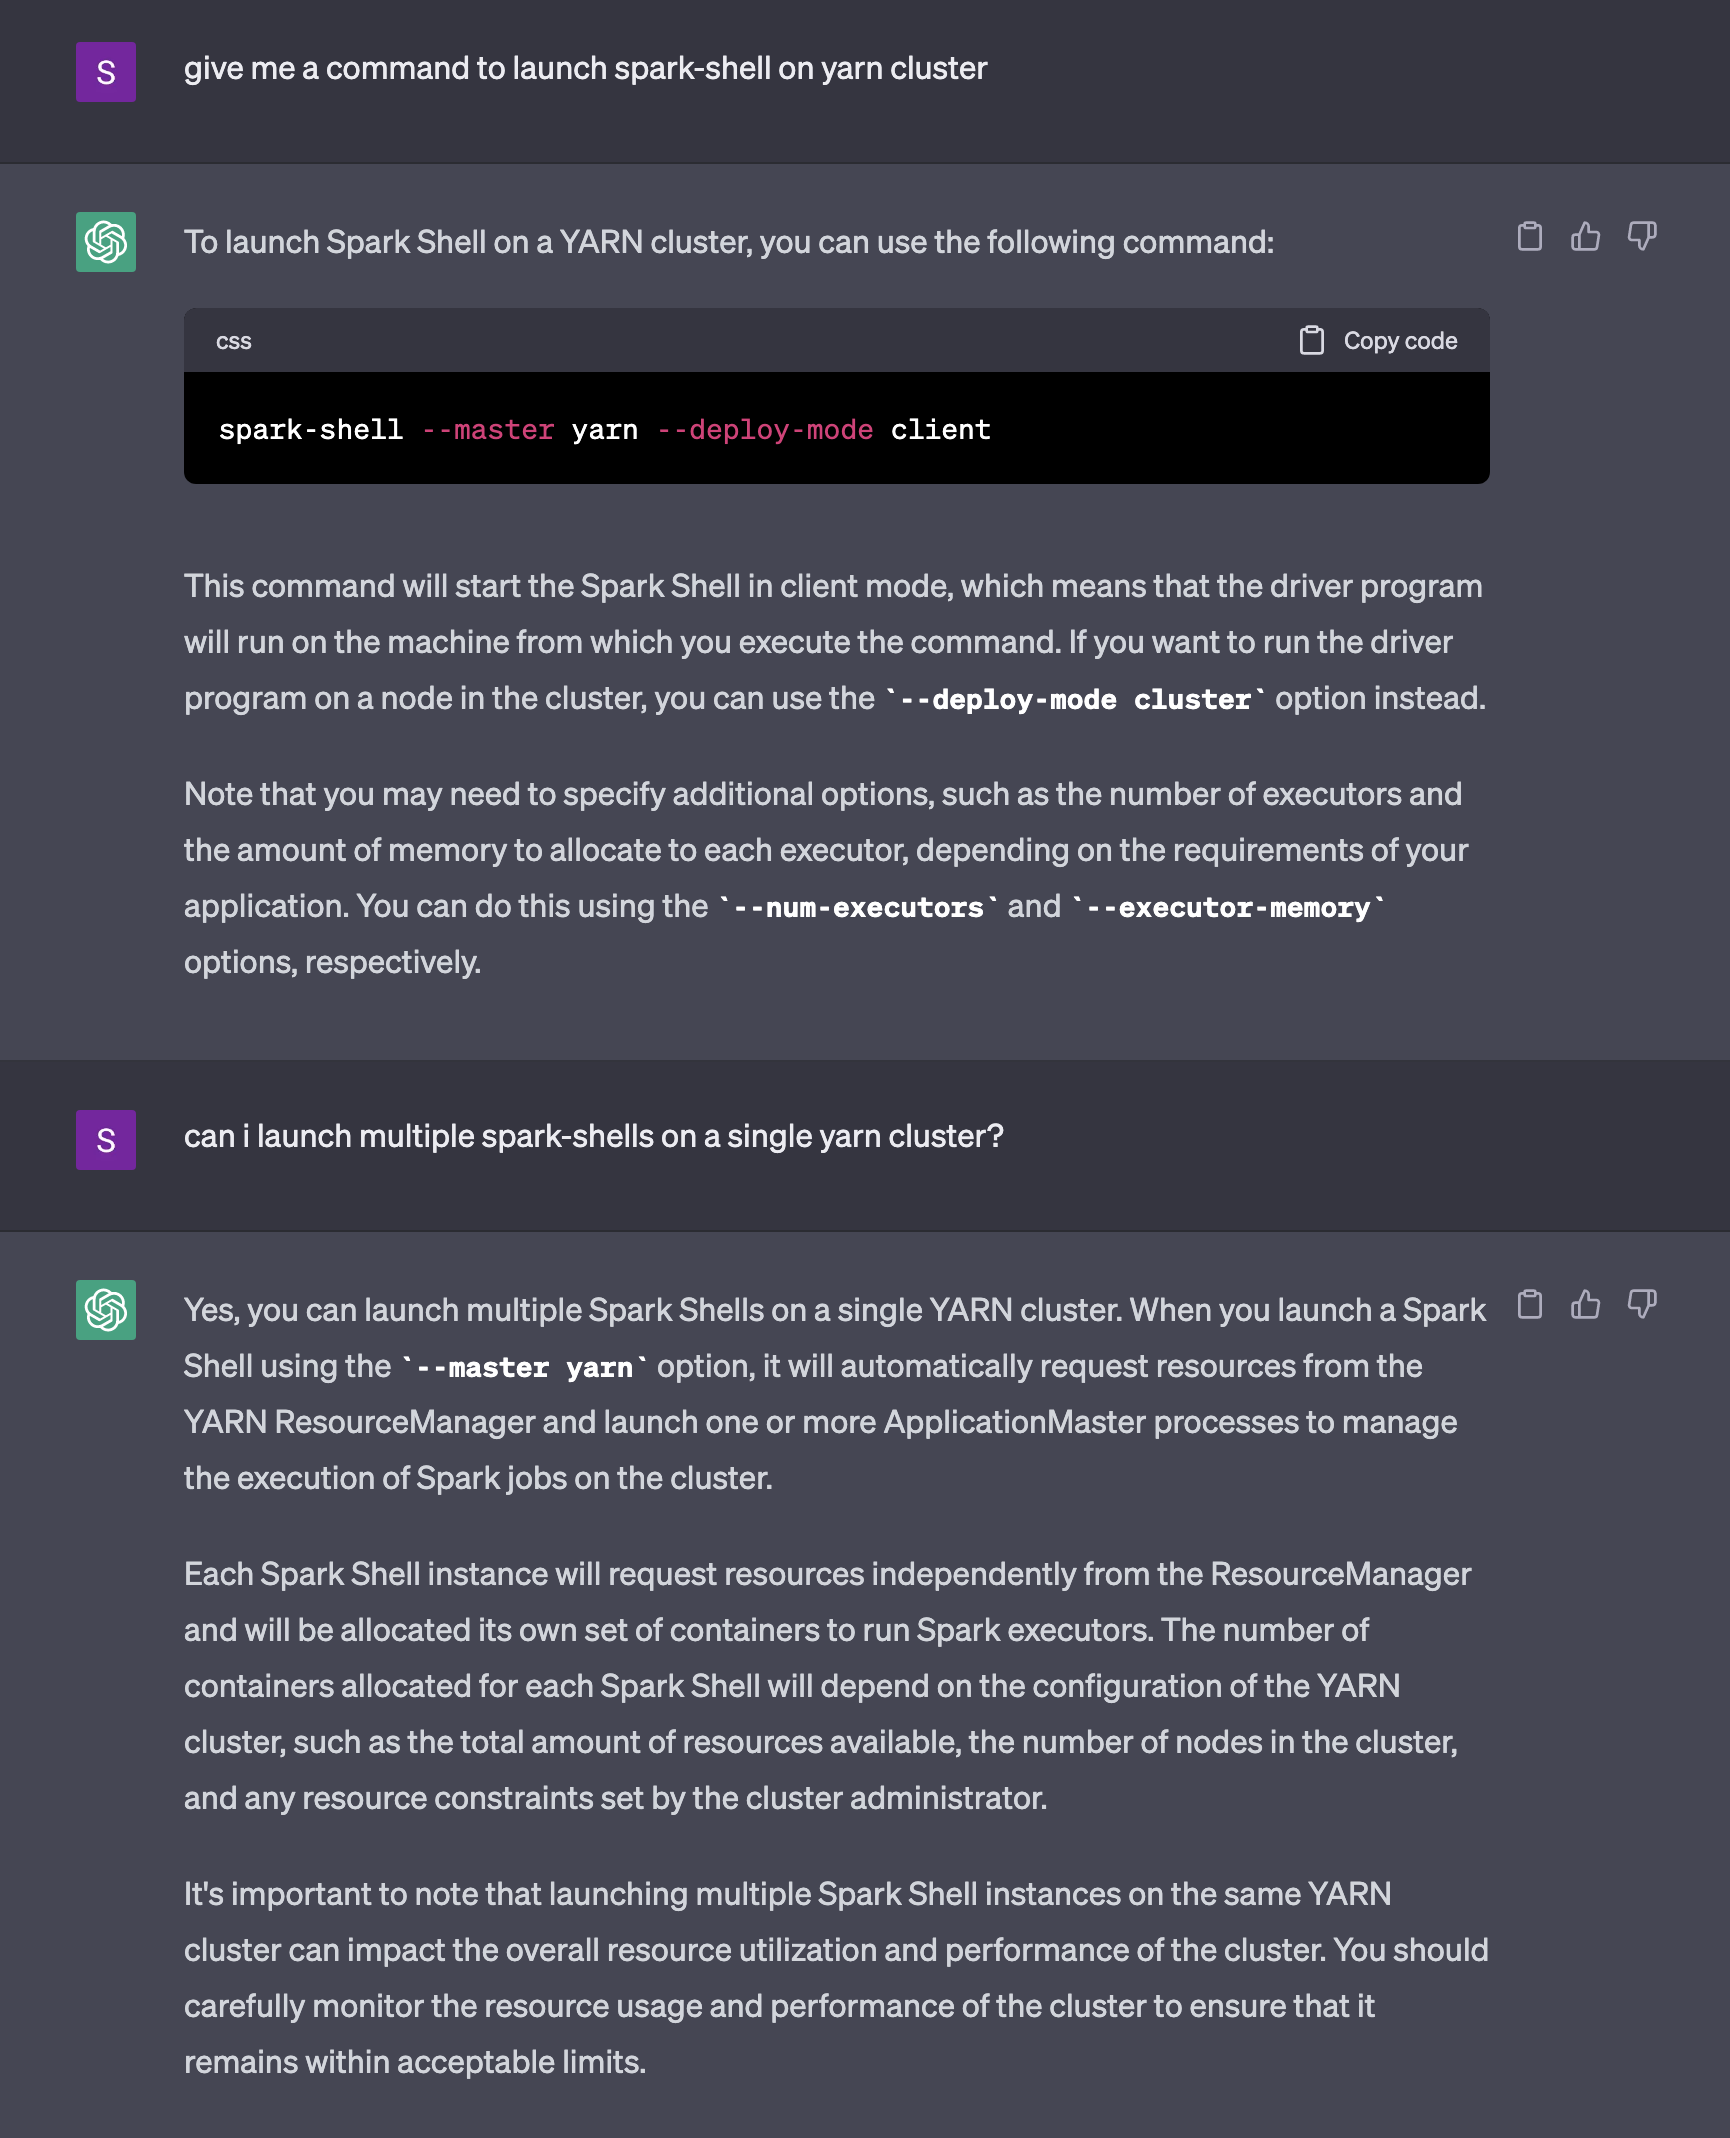 S
give me a command to launch spark-shell on yarn cluster
To launch Spark Shell on a YARN cluster, you can use the following command:
css
Copy code
spark-shell --master yarn --deploy-mode client
This command will start the Spark Shell in client mode, which means that the driver program
will run on the machine from which you execute the command. If you want to run the driver
program on a node in the cluster, you can use the `--deploy-mode cluster` option instead.
Note that you may need to specify additional options, such as the number of executors and
the amount of memory to allocate to each executor, depending on the requirements of your
application. You can do this using the `--num-executors` and `--executor-memory`
options, respectively.
S
can i launch multiple spark-shells on a single yarn cluster?
Yes, you can launch multiple Spark Shells on a single YARN cluster. When you launch a Spark
Shell using the `--master yarn` option, it will automatically request resources from the
YARN ResourceManager and launch one or more ApplicationMaster processes to manage
the execution of Spark jobs on the cluster.
Each Spark Shell instance will request resources independently from the ResourceManager
and will be allocated its own set of containers to run Spark executors. The number of
containers allocated for each Spark Shell will depend on the configuration of the YARN
cluster, such as the total amount of resources available, the number of nodes in the cluster,
and any resource constraints set by the cluster administrator.
It's important to note that launching multiple Spark Shell instances on the same YARN
cluster can impact the overall resource utilization and performance of the cluster. You should
carefully monitor the resource usage and performance of the cluster to ensure that it
remains within acceptable limits.